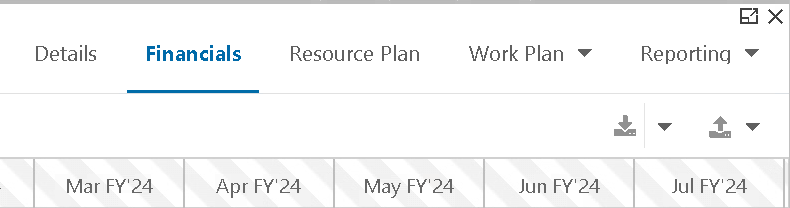 Details Financials Resource Plan Work Plan Reporting
Mar FY'24 Apr FY'24 May FY'24 Jun FY'24 Jul FY'24